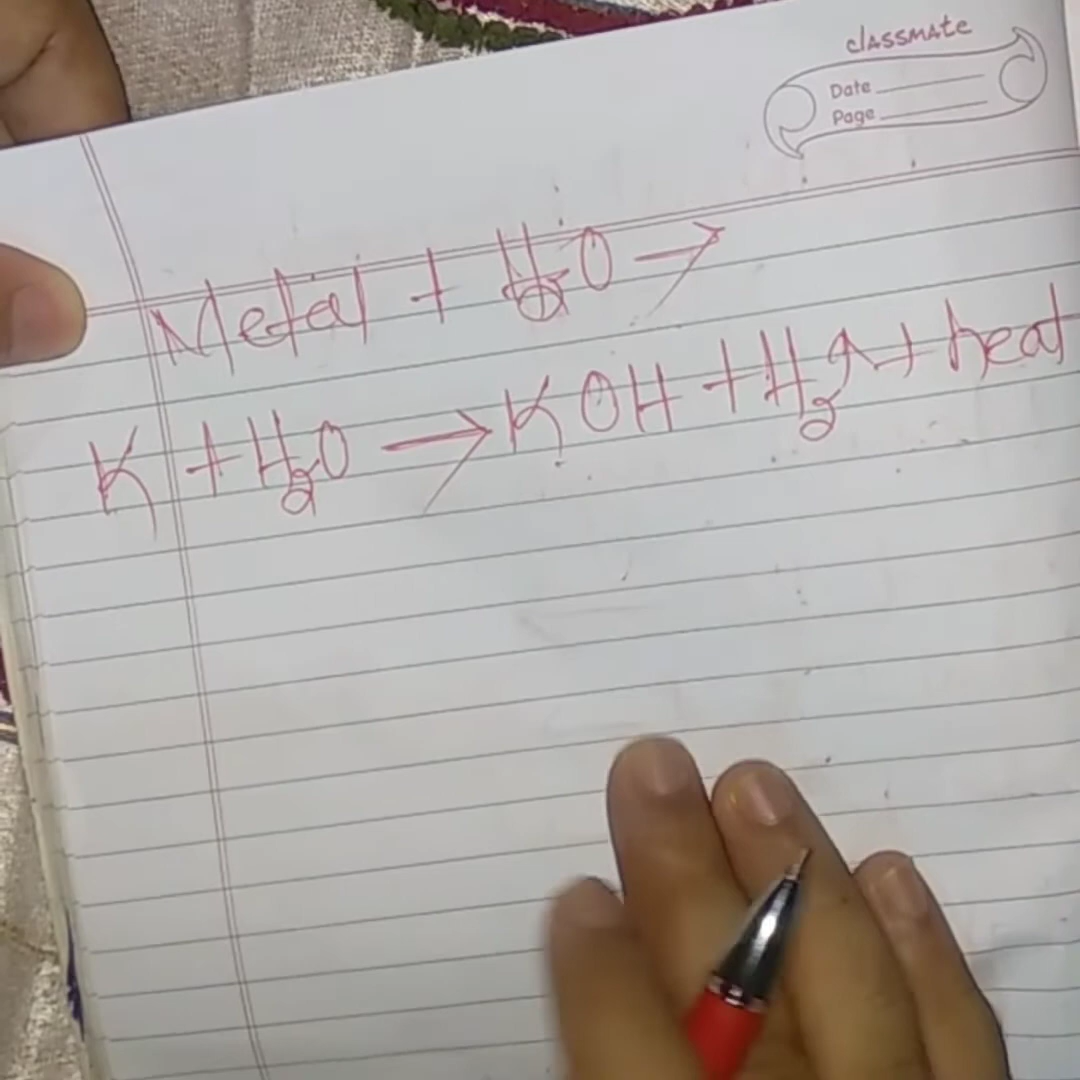 classmate
Date
Page
Metal + H₂O →
K + H₂O → KOH + H₂↑ + heat